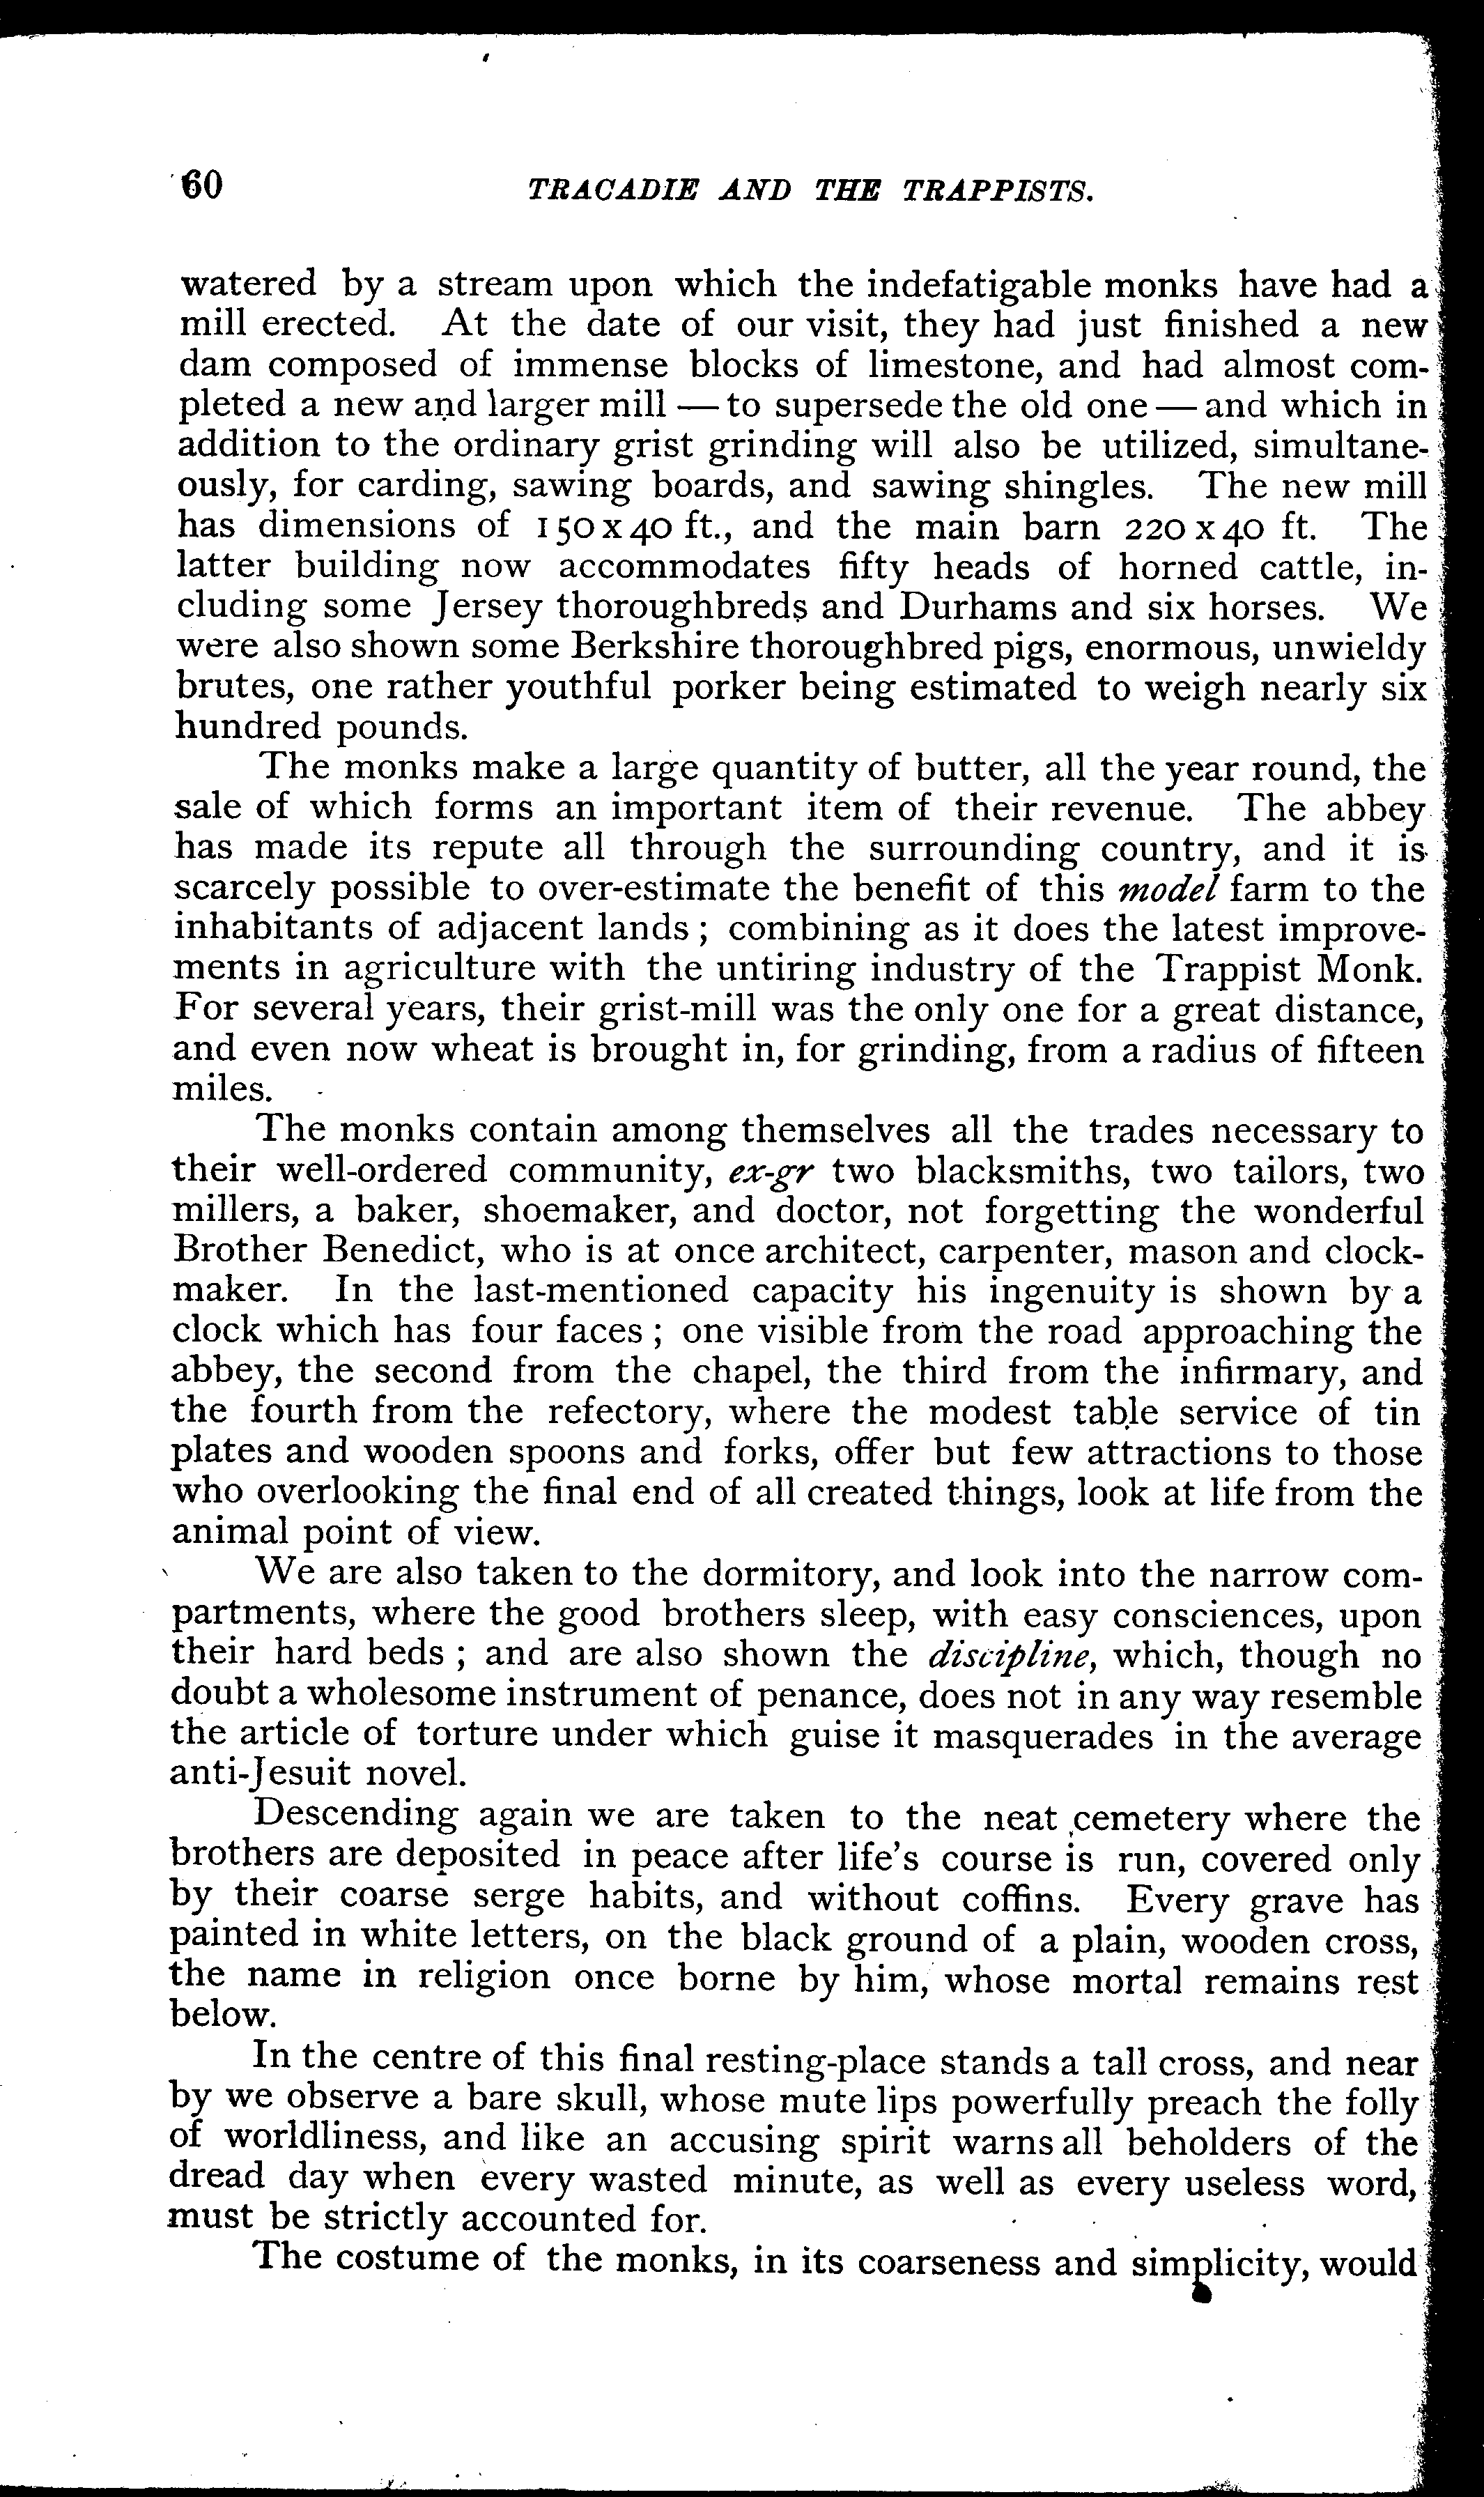 60 TRACADIE AND THE TRAPPISTS.
watered by a stream upon which the indefatigable monks have had a
mill erected. At the date of our visit, they had just finished a new
dam composed of immense blocks of limestone, and had almost com-
pleted a new and larger mill — to supersede the old one — and which in
addition to the ordinary grist grinding will also be utilized, simultane-
ously, for carding, sawing boards, and sawing shingles. The new mill
has dimensions of 150 x 40 ft., and the main barn 220 x 40 ft. The
latter building now accommodates fifty heads of horned cattle, in-
cluding some Jersey thoroughbreds and Durhams and six horses. We
were also shown some Berkshire thoroughbred pigs, enormous, unwieldy
brutes, one rather youthful porker being estimated to weigh nearly six
hundred pounds.
The monks make a large quantity of butter, all the year round, the
sale of which forms an important item of their revenue. The abbey
has made its repute all through the surrounding country, and it is
scarcely possible to over-estimate the benefit of this model farm to the
inhabitants of adjacent lands ; combining as it does the latest improve-
ments in agriculture with the untiring industry of the Trappist Monk.
For several years, their grist-mill was the only one for a great distance,
and even now wheat is brought in, for grinding, from a radius of fifteen
miles.
The monks contain among themselves all the trades necessary to
their well-ordered community, ex-gr two blacksmiths, two tailors, two
millers, a baker, shoemaker, and doctor, not forgetting the wonderful
Brother Benedict, who is at once architect, carpenter, mason and clock-
maker. In the last-mentioned capacity his ingenuity is shown by a
clock which has four faces ; one visible from the road approaching the
abbey, the second from the chapel, the third from the infirmary, and
the fourth from the refectory, where the modest table service of tin
plates and wooden spoons and forks, offer but few attractions to those
who overlooking the final end of all created things, look at life from the
animal point of view.
We are also taken to the dormitory, and look into the narrow com-
partments, where the good brothers sleep, with easy consciences, upon
their hard beds ; and are also shown the discipline, which, though no
doubt a wholesome instrument of penance, does not in any way resemble
the article of torture under which guise it masquerades in the average
anti-Jesuit novel.
Descending again we are taken to the neat cemetery where the
brothers are deposited in peace after life's course is run, covered only
by their coarse serge habits, and without coffins. Every grave has
painted in white letters, on the black ground of a plain, wooden cross,
the name in religion once borne by him, whose mortal remains rest
below.
In the centre of this final resting-place stands a tall cross, and near
by we observe a bare skull, whose mute lips powerfully preach the folly
of worldliness, and like an accusing spirit warns all beholders of the
dread day when every wasted minute, as well as every useless word,
must be strictly accounted for.
The costume of the monks, in its coarseness and simplicity, would